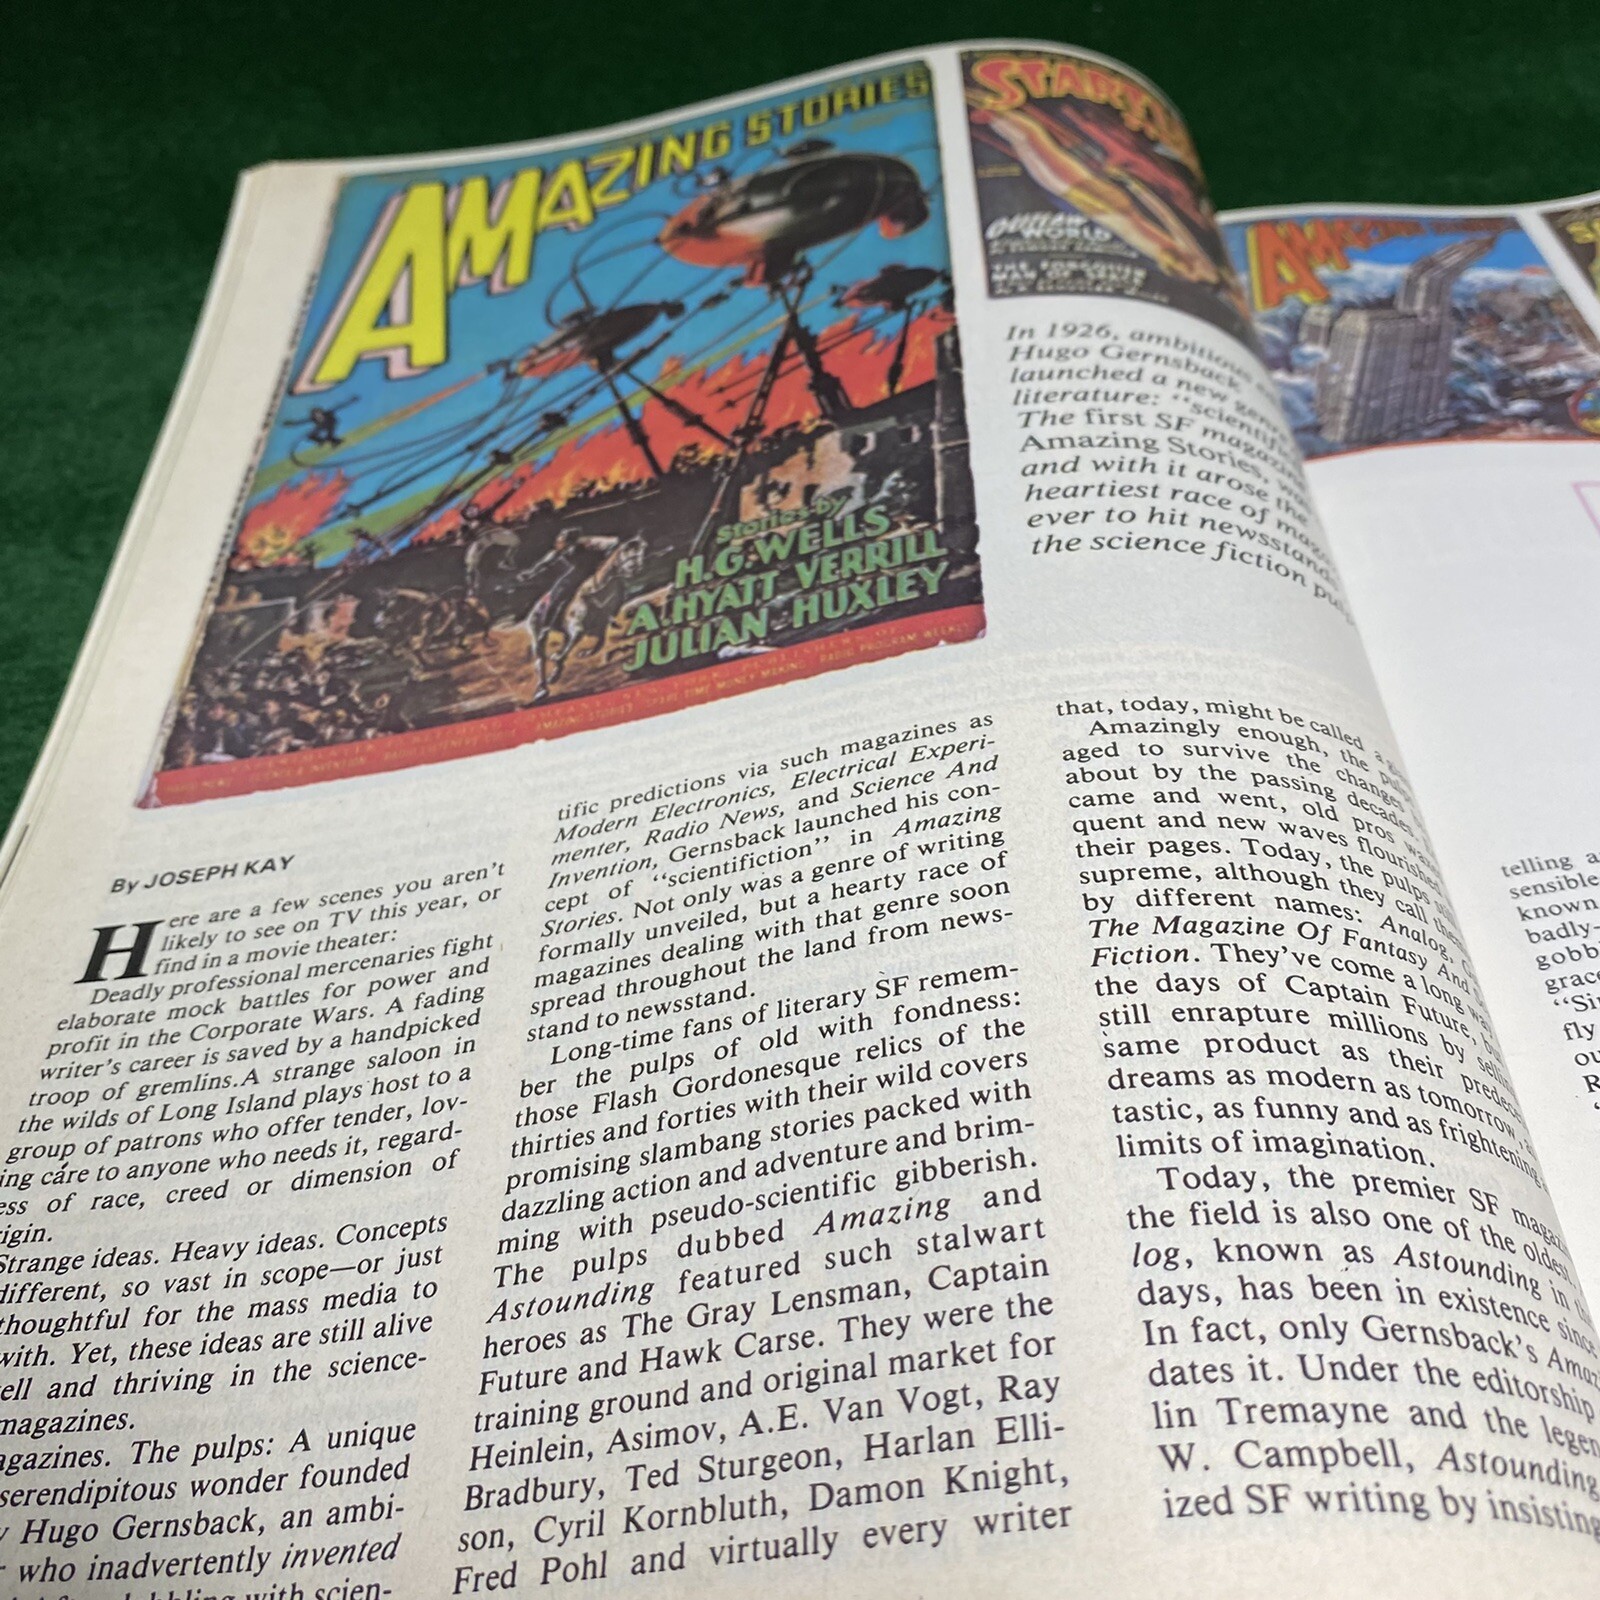 AMAZING STORIES
Stories by
H.G. WELLS
A. HYATT VERRILL
JULIAN HUXLEY
OUTLAW
WORLD
AMAZING
In 1926, ambitious
Hugo Gernsback
launched a new
literature:
The first SF
Amazing Stories,
and with it arose the
heartiest race of
ever to hit newsstands
the science fiction
By JOSEPH KAY
Here are a few scenes you aren't
likely to see on TV this year, or
find in a movie theater:
Deadly professional mercenaries fight
elaborate mock battles for power and
profit in the Corporate Wars. A fading
writer's career is saved by a handpicked
troop of gremlins.A strange saloon in
the wilds of Long Island plays host to a
group of patrons who offer tender, lov-
ing care to anyone who needs it, regard-
ess of race, creed or dimension of
igin.
Strange ideas. Heavy ideas. Concepts
different, so vast in scope—or just
thoughtful for the mass media to
with. Yet, these ideas are still alive
ell and thriving in the science-
magazines.
agazines. The pulps: A unique
serendipitous wonder founded
y Hugo Gernsback, an ambi-
who inadvertently invented
with scien-
tific predictions via such magazines as
Modern Electronics, Electrical Experi-
menter, Radio News, and Science And
Invention, Gernsback launched his con-
cept of "scientifiction" in Amazing
Stories. Not only was a genre of writing
formally unveiled, but a hearty race of
magazines dealing with that genre soon
spread throughout the land from news-
stand to newsstand.
Long-time fans of literary SF remem-
ber the pulps of old with fondness:
those Flash Gordonesque relics of the
thirties and forties with their wild covers
promising slambang stories packed with
dazzling action and adventure and brim-
ming with pseudo-scientific gibberish.
The pulps dubbed Amazing and
Astounding featured such stalwart
heroes as The Gray Lensman, Captain
Future and Hawk Carse. They were the
training ground and original market for
Heinlein, Asimov, A.E. Van Vogt, Ray
Bradbury, Ted Sturgeon, Harlan Elli-
son, Cyril Kornbluth, Damon Knight,
Fred Pohl and virtually every writer
that, today, might be called a
Amazingly enough, the
aged to survive the changes
about by the passing decades.
came and went, old pros
quent and new waves flourished
their pages. Today, the pulps
supreme, although they call
by different names: Analog,
The Magazine Of Fantasy And
Fiction. They've come a long way
the days of Captain Future,
still enrapture millions by
same product as their
dreams as modern as tomorrow,
tastic, as funny and as frightening
limits of imagination.
Today, the premier SF
the field is also one of the oldest.
log, known as Astounding in
days, has been in existence since
In fact, only Gernsback's
dates it. Under the editorship
lin Tremayne and the
W. Campbell, Astounding
ized SF writing by insisting
telling
sensible
known
badly-
gobb
grace
"Si
fly